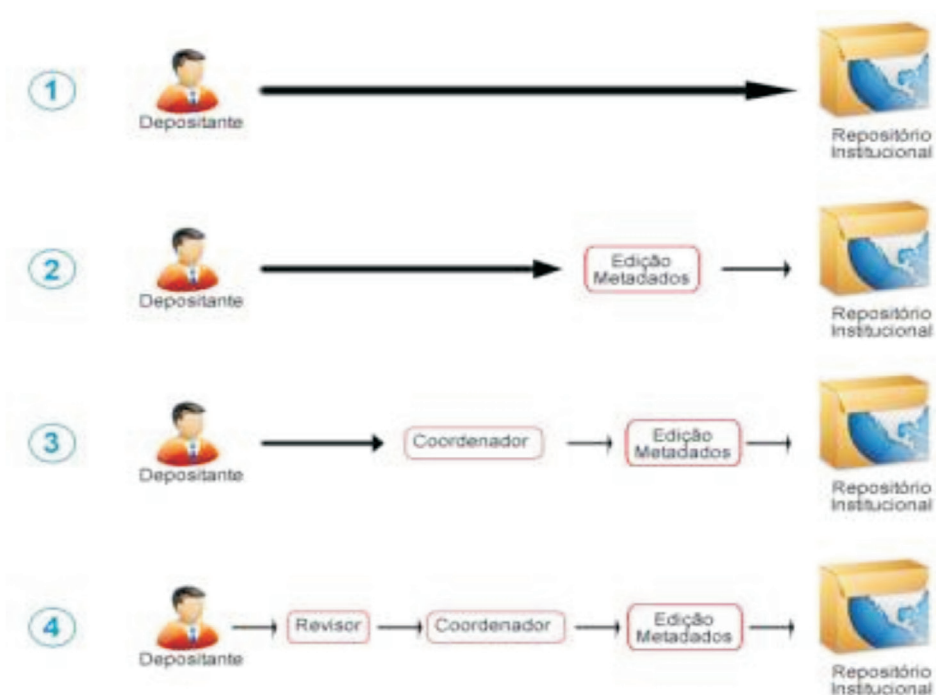 1
Depositante
Repositório
Institucional
2
Depositante
Edição
Metadados
Repositório
Institucional
3
Depositante
Coordenador
Edição
Metadados
Repositório
Institucional
4
Depositante
Revisor
Coordenador
Edição
Metadados
Repositório
Institucional